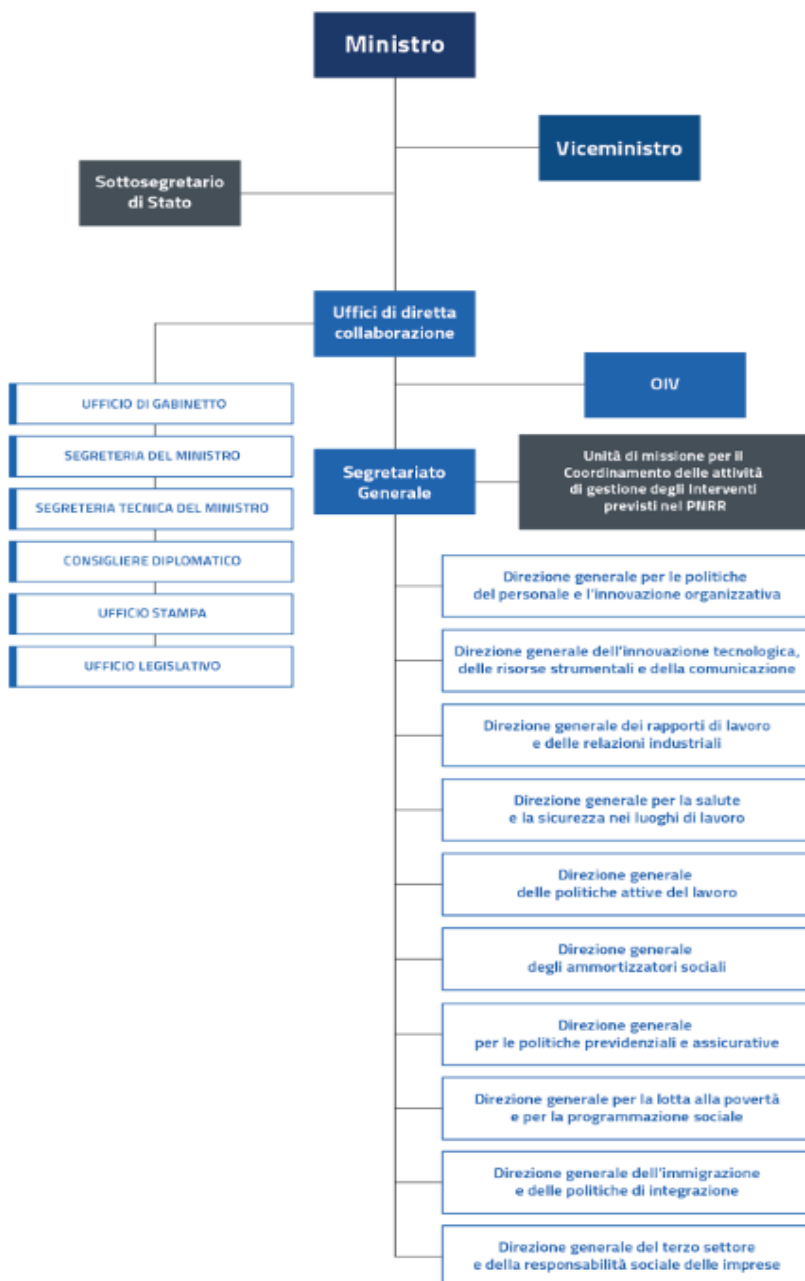 Ministro
Viceministro
Sottosegretario
di Stato
Uffici di diretta
collaborazione
OIV
UFFICIO DI GABINETTO
SEGRETERIA DEL MINISTRO
SEGRETERIA TECNICA DEL MINISTRO
CONSIGLIERE DIPLOMATICO
UFFICIO STAMPA
UFFICIO LEGISLATIVO
Segretariato
Generale
Unità di missione per il
Coordinamento delle attività
di gestione degli Interventi
previsti nel PNRR
Direzione generale per le politiche
del personale e l'innovazione organizzativa
Direzione generale dell'innovazione tecnologica,
delle risorse strumentali e della comunicazione
Direzione generale dei rapporti di lavoro
e delle relazioni industriali
Direzione generale per la salute
e la sicurezza nei luoghi di lavoro
Direzione generale
delle politiche attive del lavoro
Direzione generale
degli ammortizzatori sociali
Direzione generale
per le politiche previdenziali e assicurative
Direzione generale per la lotta alla povertà
e per la programmazione sociale
Direzione generale dell'immigrazione
e delle politiche di integrazione
Direzione generale del terzo settore
e della responsabilità sociale delle imprese